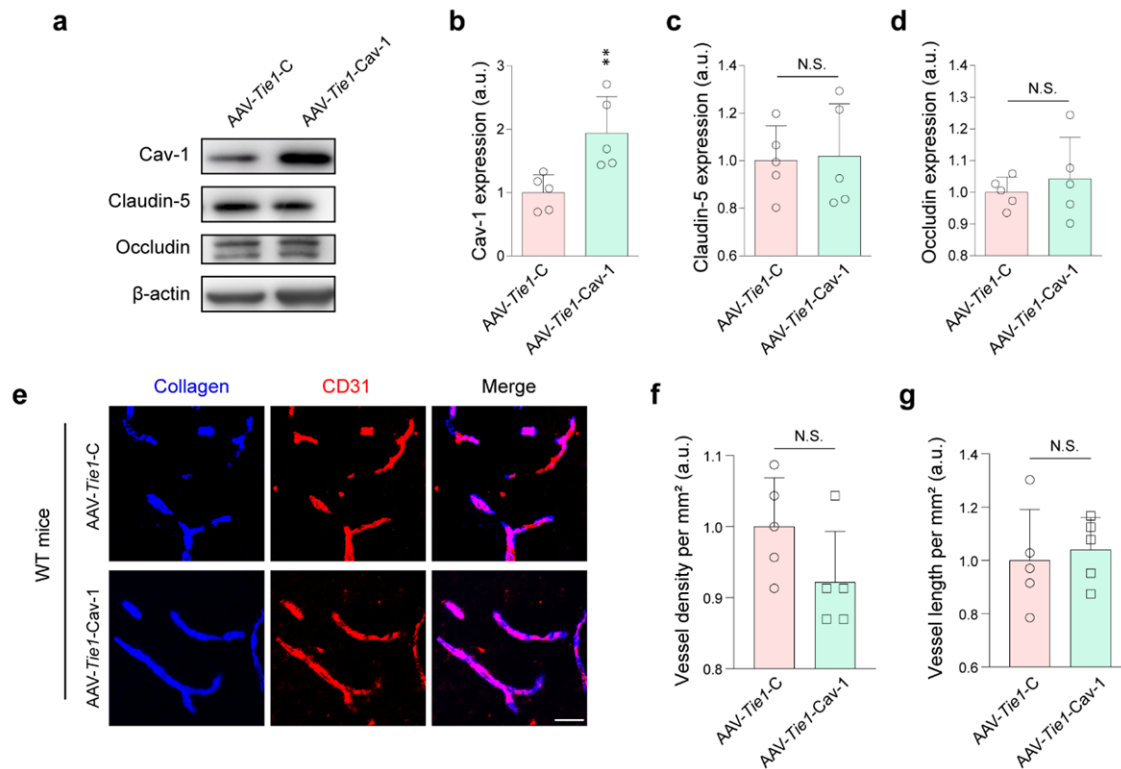 a
AAV-Tie1-C
AAV-Tie1-Cav-1
Cav-1
Claudin-5
Occludin
β-actin
b
Cav-1 expression (a.u.)
3
2
1
0
**
AAV-Tie1-C
AAV-Tie1-Cav-1
c
Claudin-5 expression (a.u.)
1.4
1.2
1.0
0.8
0.6
N.S.
AAV-Tie1-C
AAV-Tie1-Cav-1
d
Occludin expression (a.u.)
1.4
1.3
1.2
1.1
1.0
0.9
0.8
N.S.
AAV-Tie1-C
AAV-Tie1-Cav-1
e
Collagen
CD31
Merge
WT mice
AAV-Tie1-C
AAV-Tie1-Cav-1
f
Vessel density per mm² (a.u.)
1.1
1.0
0.9
0.8
N.S.
AAV-Tie1-C
AAV-Tie1-Cav-1
g
Vessel length per mm² (a.u.)
1.4
1.2
1.0
0.8
0.6
N.S.
AAV-Tie1-C
AAV-Tie1-Cav-1